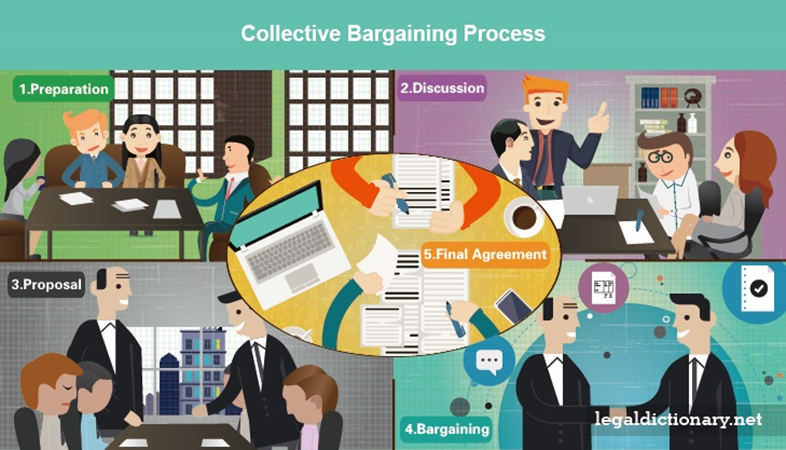 Collective Bargaining Process
1.Preparation
2.Discussion
3.Proposal
4.Bargaining
5.Final Agreement
legaldictionary.net